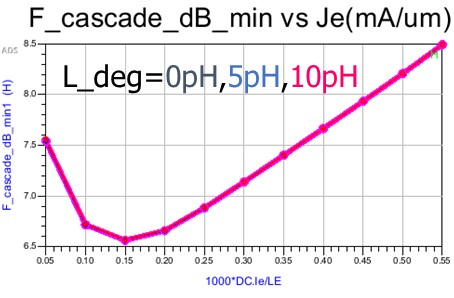 F_cascade_dB_min vs Je(mA/um)
ADS
8.5
L_deg=0pH,5pH,10pH
8.0
7.5
7.0
6.5
F_cascade_dB_min1 (H)
0.05 0.10 0.15 0.20 0.25 0.30 0.35 0.40 0.45 0.50 0.55
1000*DC.Ie/LE